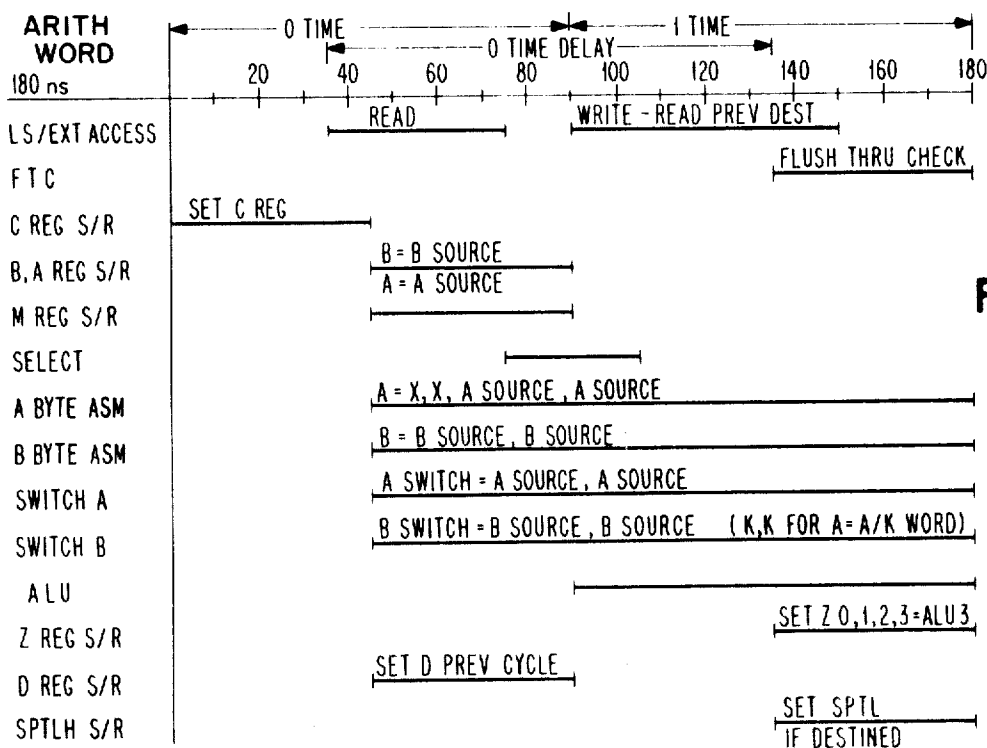 ARITH
WORD
180 ns
0 TIME
1 TIME
0 TIME DELAY
20 40 60 80 100 120 140 160 180
LS/EXT ACCESS
READ
WRITE - READ PREV DEST
FTC
FLUSH THRU CHECK
C REG S/R
SET C REG
B, A REG S/R
B = B SOURCE
A = A SOURCE
M REG S/R
SELECT
A BYTE ASM
A = X, X, A SOURCE , A SOURCE
B BYTE ASM
B = B SOURCE, B SOURCE
SWITCH A
A SWITCH = A SOURCE, A SOURCE
SWITCH B
B SWITCH = B SOURCE , B SOURCE (K,K FOR A=A/K WORD)
ALU
Z REG S/R
SET Z 0,1,2,3=ALU3
D REG S/R
SET D PREV CYCLE
SPTLH S/R
SET SPTL
IF DESTINED